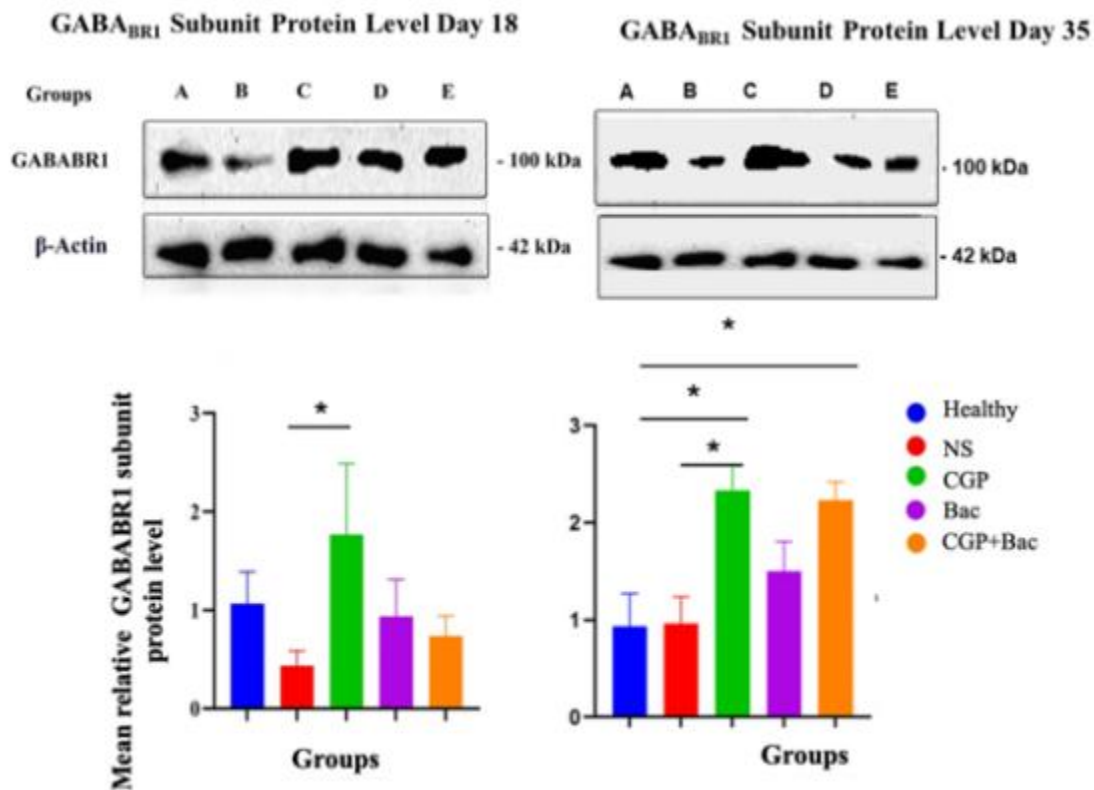 GABABR1 Subunit Protein Level Day 18
GABABR1 Subunit Protein Level Day 35
Groups A B C D E
A B C D E
GABABR1
- 100 kDa
- 100 kDa
β-Actin
- 42 kDa
- 42 kDa
*
*
*
*
Mean relative GABABR1 subunit
protein level
3
2
1
0
Groups
3
2
1
0
Groups
Healthy
NS
CGP
Bac
CGP+Bac